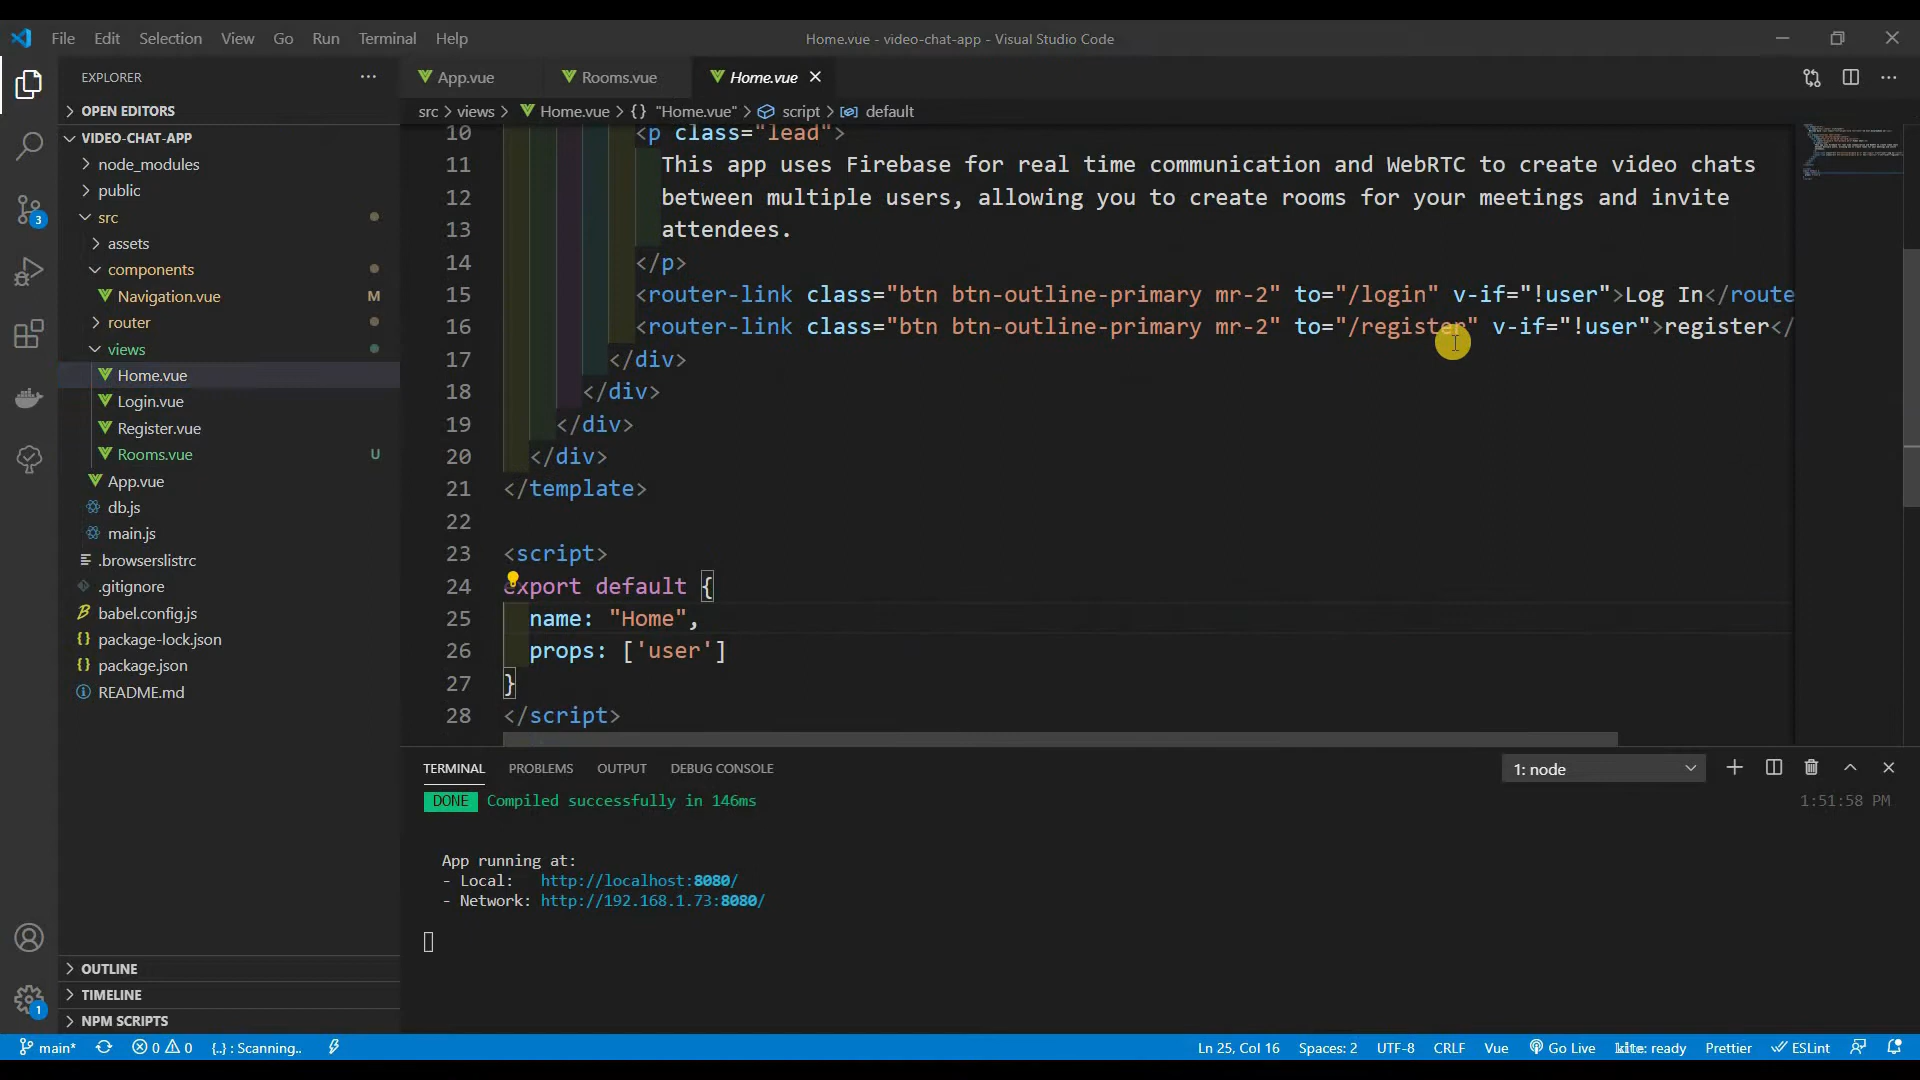 File Edit Selection View Go Run Terminal Help
Home.vue - video-chat-app - Visual Studio Code
EXPLORER
App.vue
Rooms.vue
Home.vue
OPEN EDITORS
src > views > Home.vue > {} "Home.vue" > script > default
VIDEO-CHAT-APP
node_modules
public
src
assets
components
Navigation.vue M
router
views
Home.vue
Login.vue
Register.vue
Rooms.vue U
App.vue
db.js
main.js
.browserslistrc
.gitignore
babel.config.js
package-lock.json
package.json
README.md
OUTLINE
TIMELINE
NPM SCRIPTS
3
1
10 <p class="lead">
11 This app uses Firebase for real time communication and WebRTC to create video chats
12 between multiple users, allowing you to create rooms for your meetings and invite
13 attendees.
14 </p>
15 <router-link class="btn btn-outline-primary mr-2" to="/login" v-if="!user">Log In</route
16 <router-link class="btn btn-outline-primary mr-2" to="/register" v-if="!user">register</
17 </div>
18 </div>
19 </div>
20 </div>
21 </template>
22
23 <script>
24 export default {
25 name: "Home",
26 props: ['user']
27 }
28 </script>
TERMINAL PROBLEMS OUTPUT DEBUG CONSOLE
1: node
DONE Compiled successfully in 146ms
1:51:58 PM
App running at:
- Local: http://localhost:8080/
- Network: http://192.168.1.73:8080/
main* 0 0 {..} : Scanning..
Ln 25, Col 16 Spaces: 2 UTF-8 CRLF Vue Go Live kite: ready Prettier ESLint